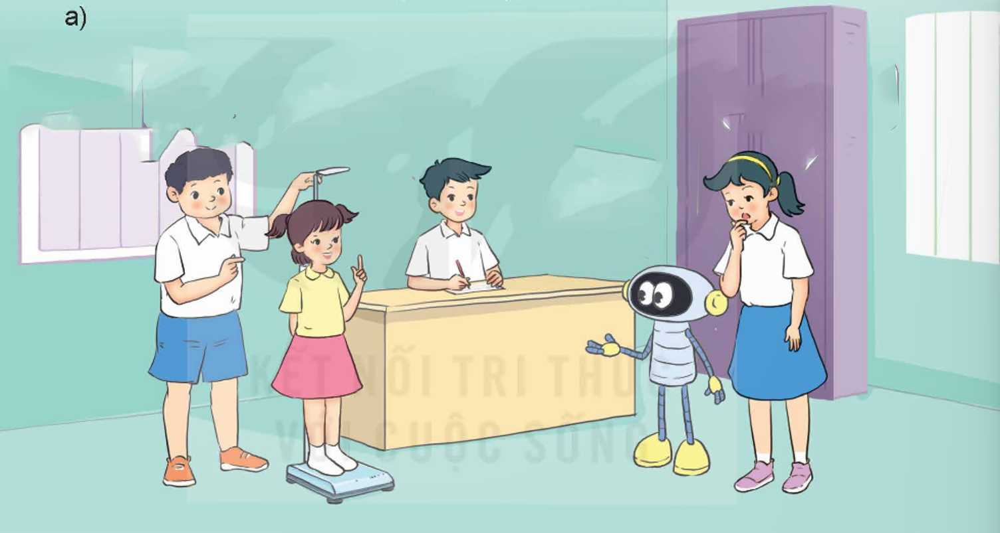 a)
KẾT NỐI TRI THỨC
VỚI CUỘC SỐNG